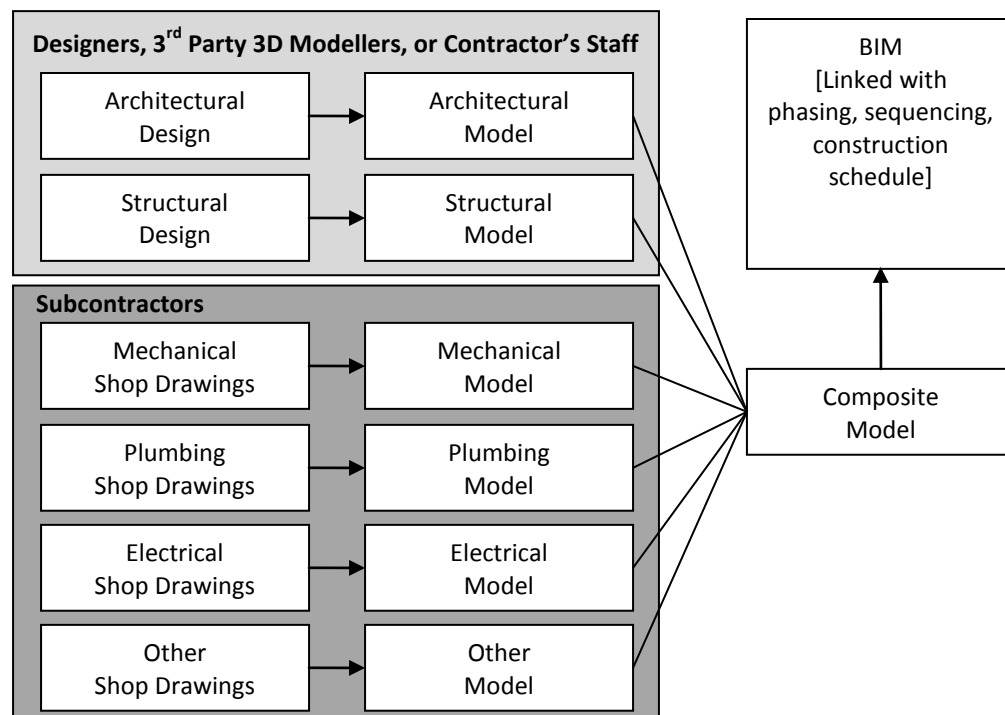 Designers, 3rd Party 3D Modellers, or Contractor’s Staff
Architectural
Design
Architectural
Model
Structural
Design
Structural
Model
Subcontractors
Mechanical
Shop Drawings
Mechanical
Model
Plumbing
Shop Drawings
Plumbing
Model
Electrical
Shop Drawings
Electrical
Model
Other
Shop Drawings
Other
Model
BIM
[Linked with
phasing, sequencing,
construction
schedule]
Composite
Model